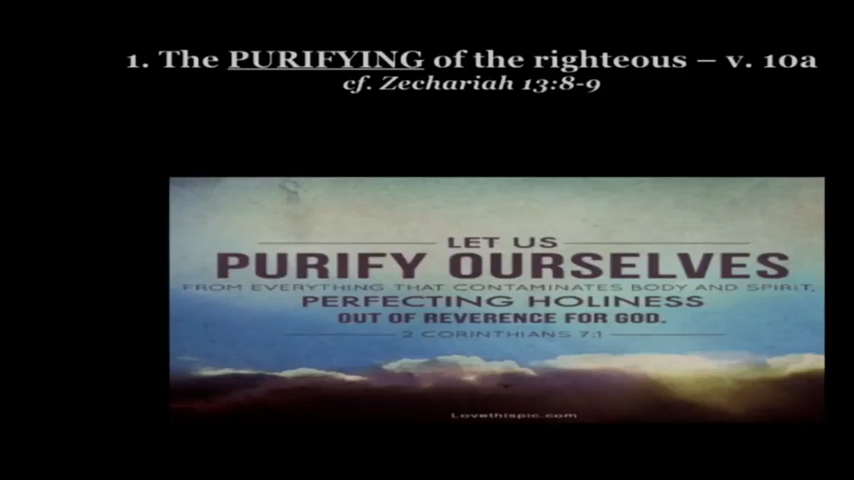 1. The PURIFYING of the righteous – v. 10a
cf. Zechariah 13:8-9
LET US
PURIFY OURSELVES
FROM EVERYTHING THAT CONTAMINATES BODY AND SPIRIT,
PERFECTING HOLINESS
OUT OF REVERENCE FOR GOD.
2 CORINTHIANS 7:1
Lovethispic.com